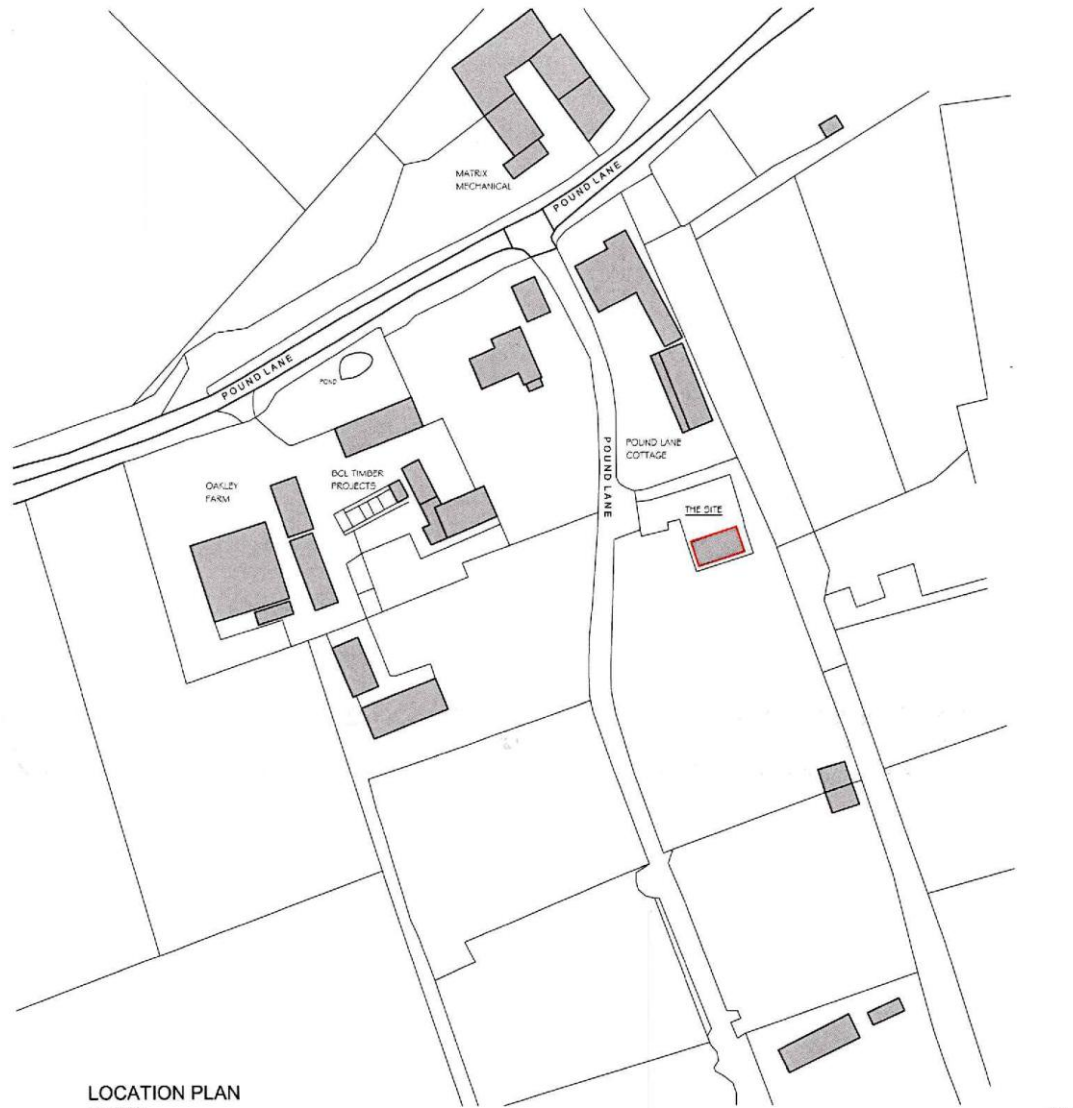 MATRIX
MECHANICAL
POUND LANE
POUND LANE
POND
OAKLEY
FARM
BCL TIMBER
PROJECTS
POUND LANE
POUND LANE
COTTAGE
THE SITE
LOCATION PLAN